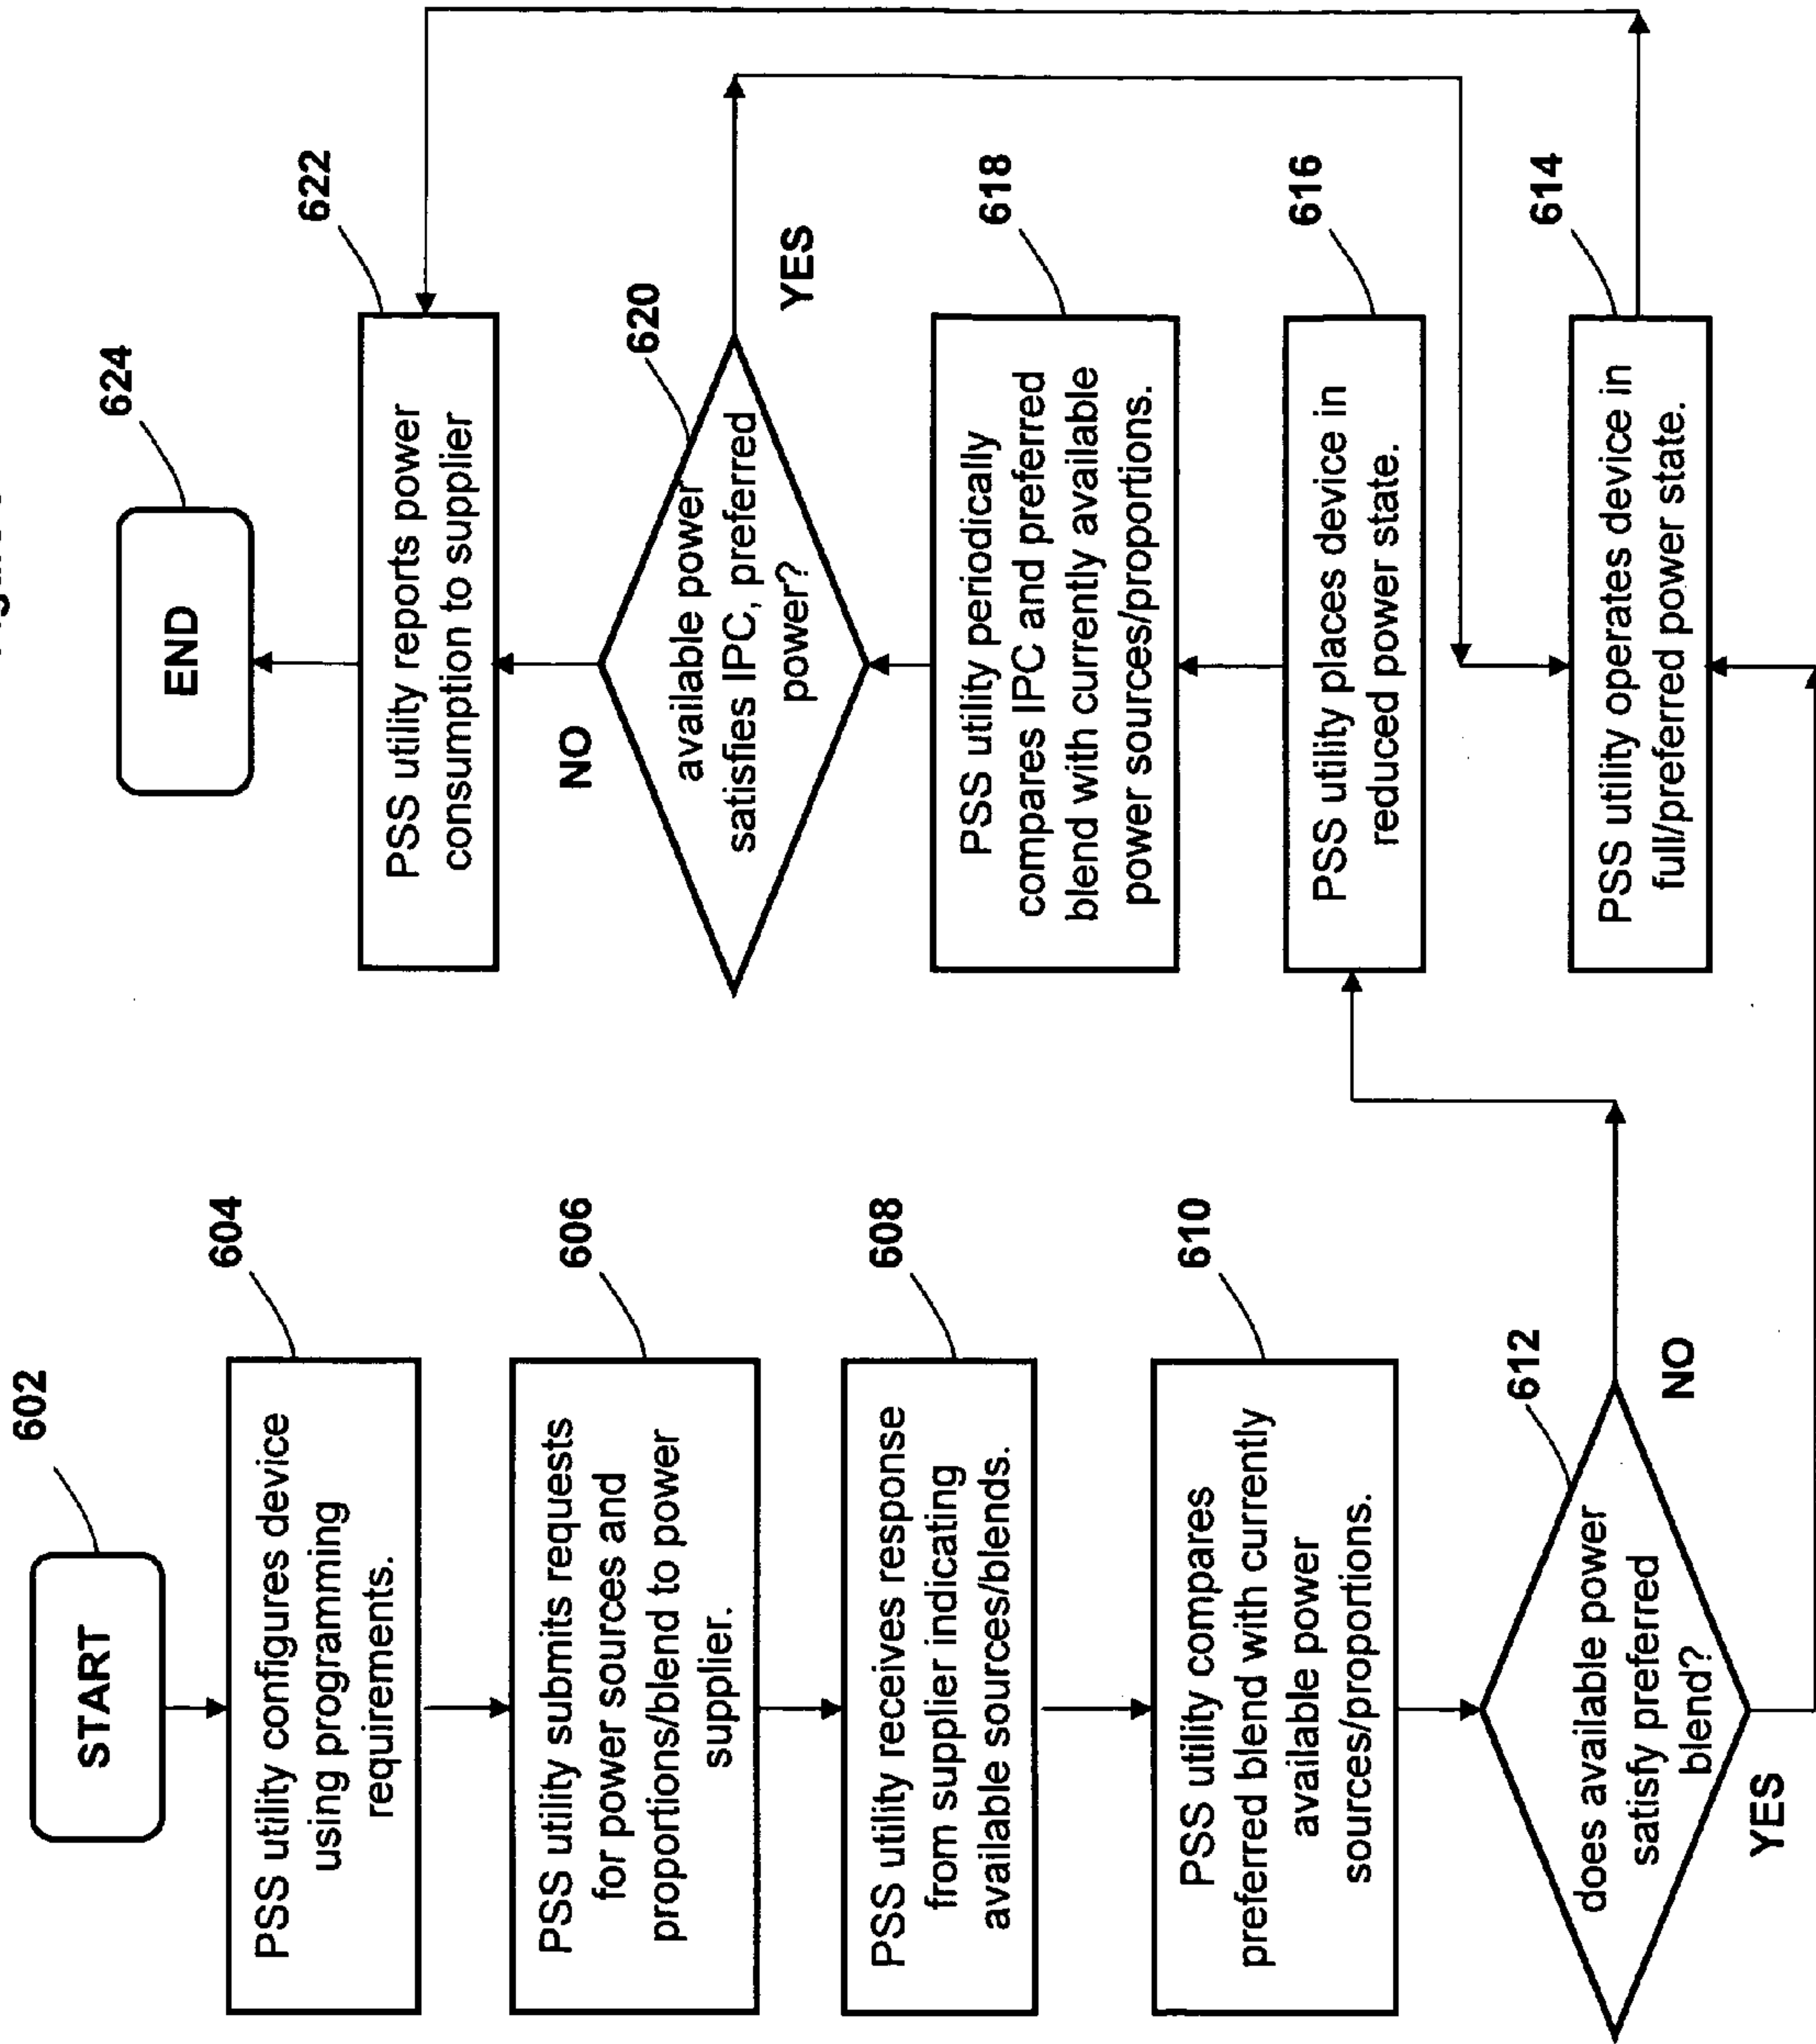 602
START
604
PSS utility configures device
using programming
requirements.
606
PSS utility submits requests
for power sources and
proportions/blend to power
supplier.
608
PSS utility receives response
from supplier indicating
available sources/blends.
610
PSS utility compares
preferred blend with currently
available power
sources/proportions.
612
does available power
satisfy preferred
blend?
NO
YES
624
END
622
PSS utility reports power
consumption to supplier
NO
620
available power
satisfies IPC, preferred
power?
YES
618
PSS utility periodically
compares IPC and preferred
blend with currently available
power sources/proportions.
616
PSS utility places device in
reduced power state.
614
PSS utility operates device in
full/preferred power state.